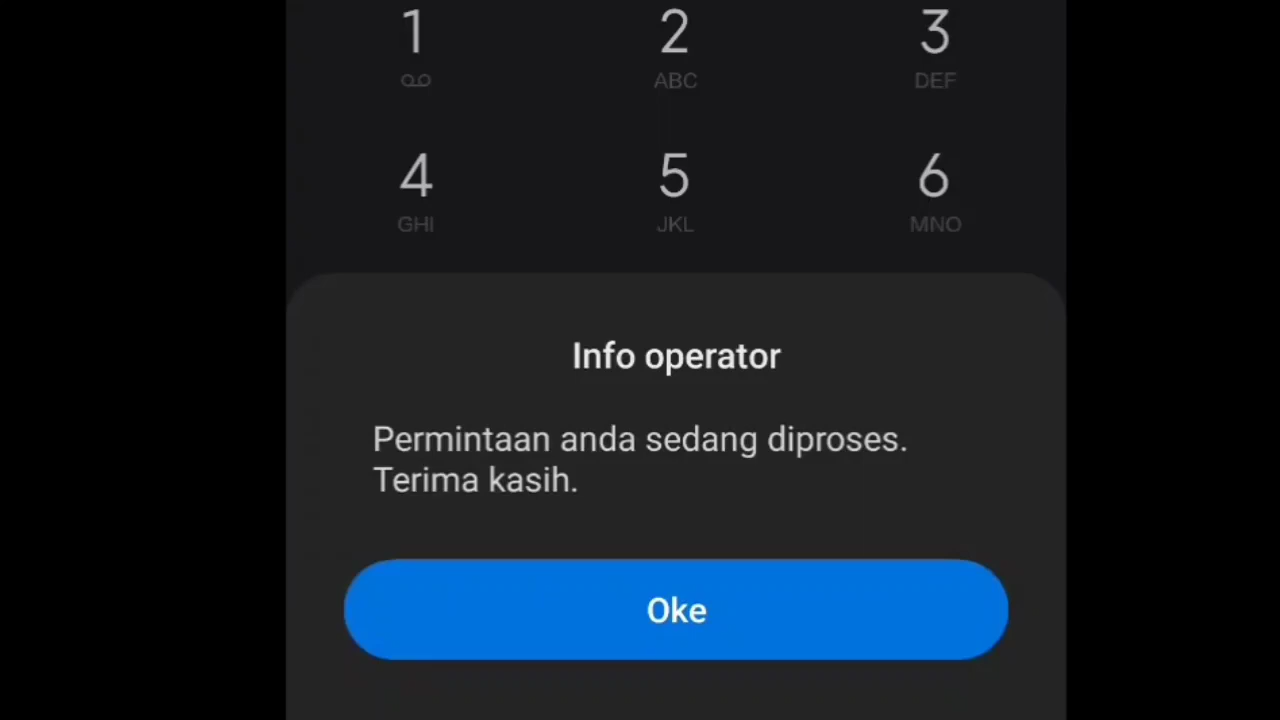 1 2 3
ABC DEF
4 5 6
GHI JKL MNO
Info operator
Permintaan anda sedang diproses.
Terima kasih.
Oke